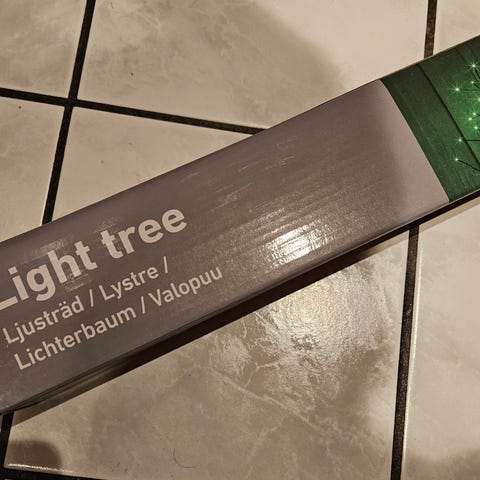 Light tree
Ljusträd / Lystre /
Lichterbaum / Valopuu